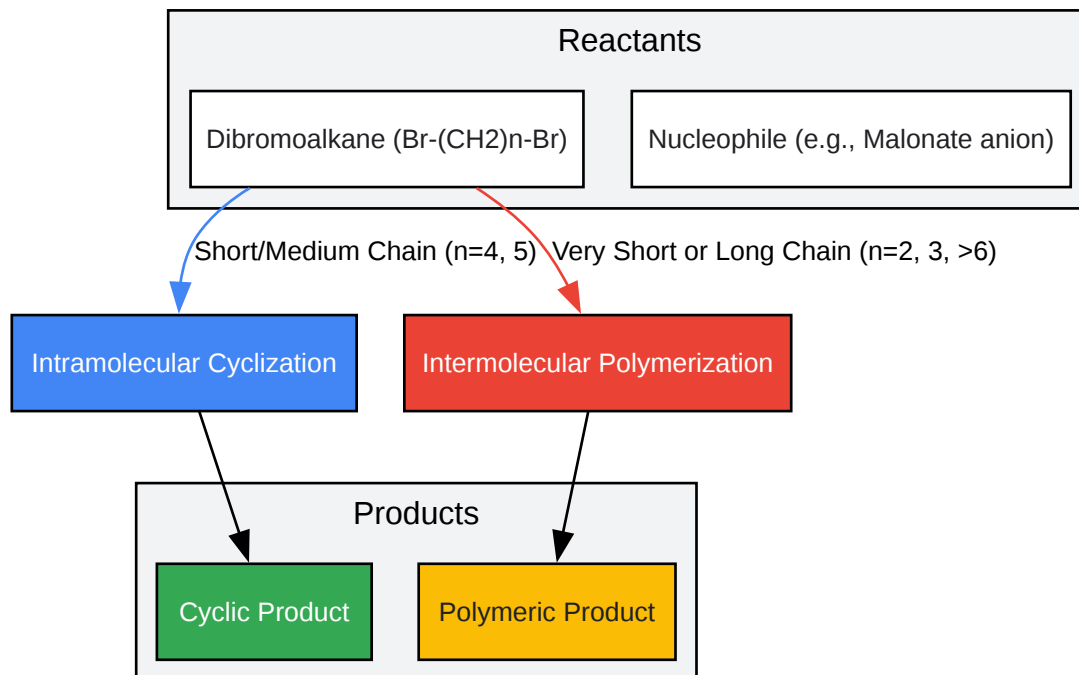 Reactants
Dibromoalkane (Br-(CH2)n-Br)
Nucleophile (e.g., Malonate anion)
Short/Medium Chain (n=4, 5)
Very Short or Long Chain (n=2, 3, >6)
Intramolecular Cyclization
Intermolecular Polymerization
Products
Cyclic Product
Polymeric Product